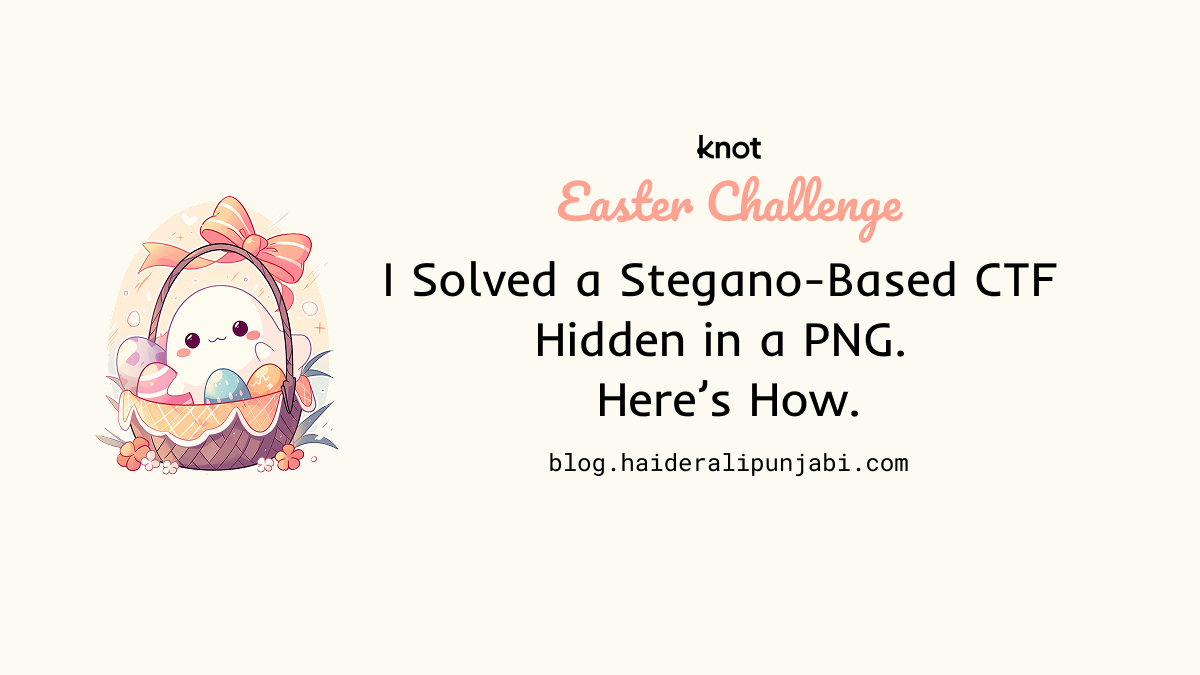 knot
Easter Challenge
I Solved a Stegano-Based CTF
Hidden in a PNG.
Here’s How.
blog.haideralipunjabi.com